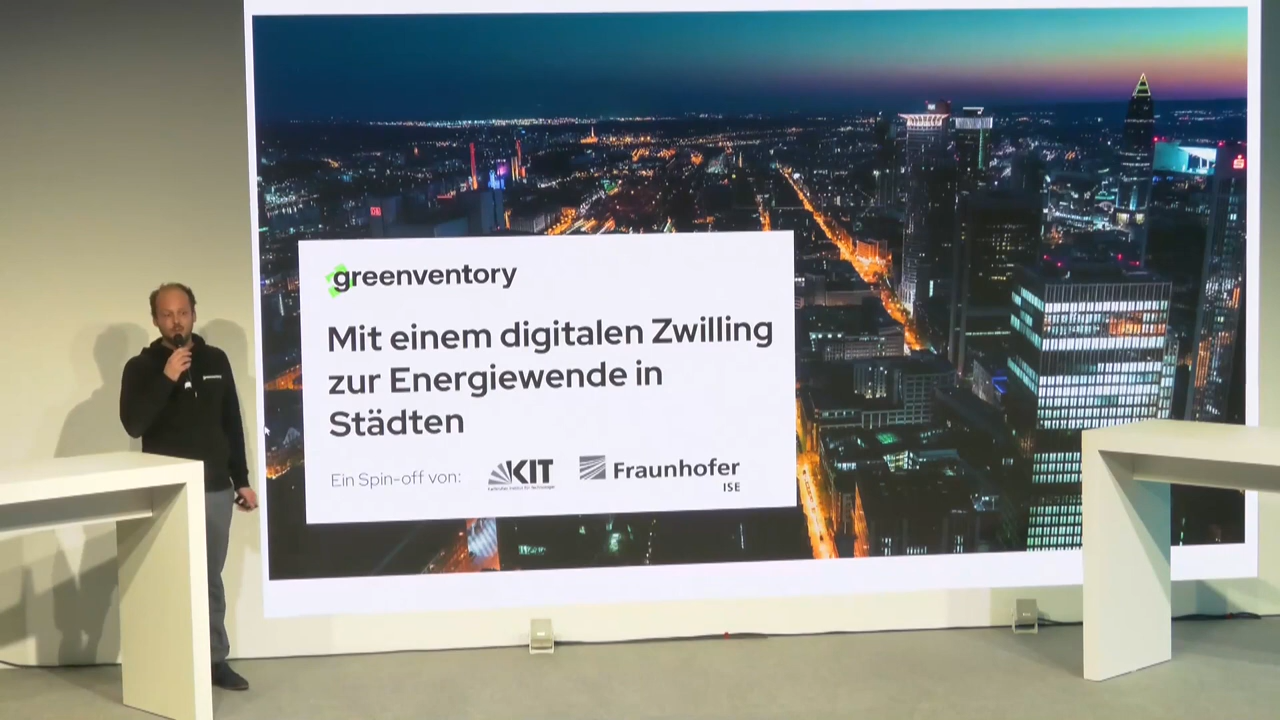 greenventory
Mit einem digitalen Zwilling
zur Energiewende in
Städten
Ein Spin-off von:
KIT
Fraunhofer
ISE